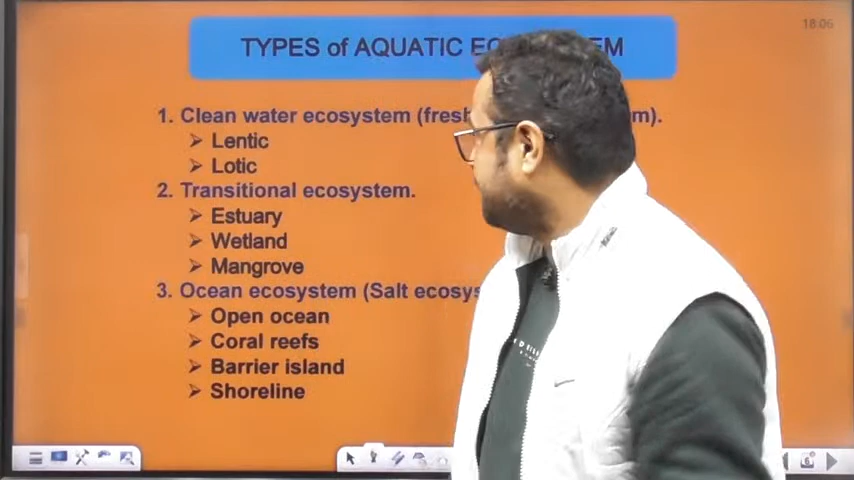 18:06
TYPES of AQUATIC EM
1. Clean water ecosystem (fresh m).
➢ Lentic
➢ Lotic
2. Transitional ecosystem.
➢ Estuary
➢ Wetland
➢ Mangrove
3. Ocean ecosystem (Salt ecosys
➢ Open ocean
➢ Coral reefs
➢ Barrier island
➢ Shoreline